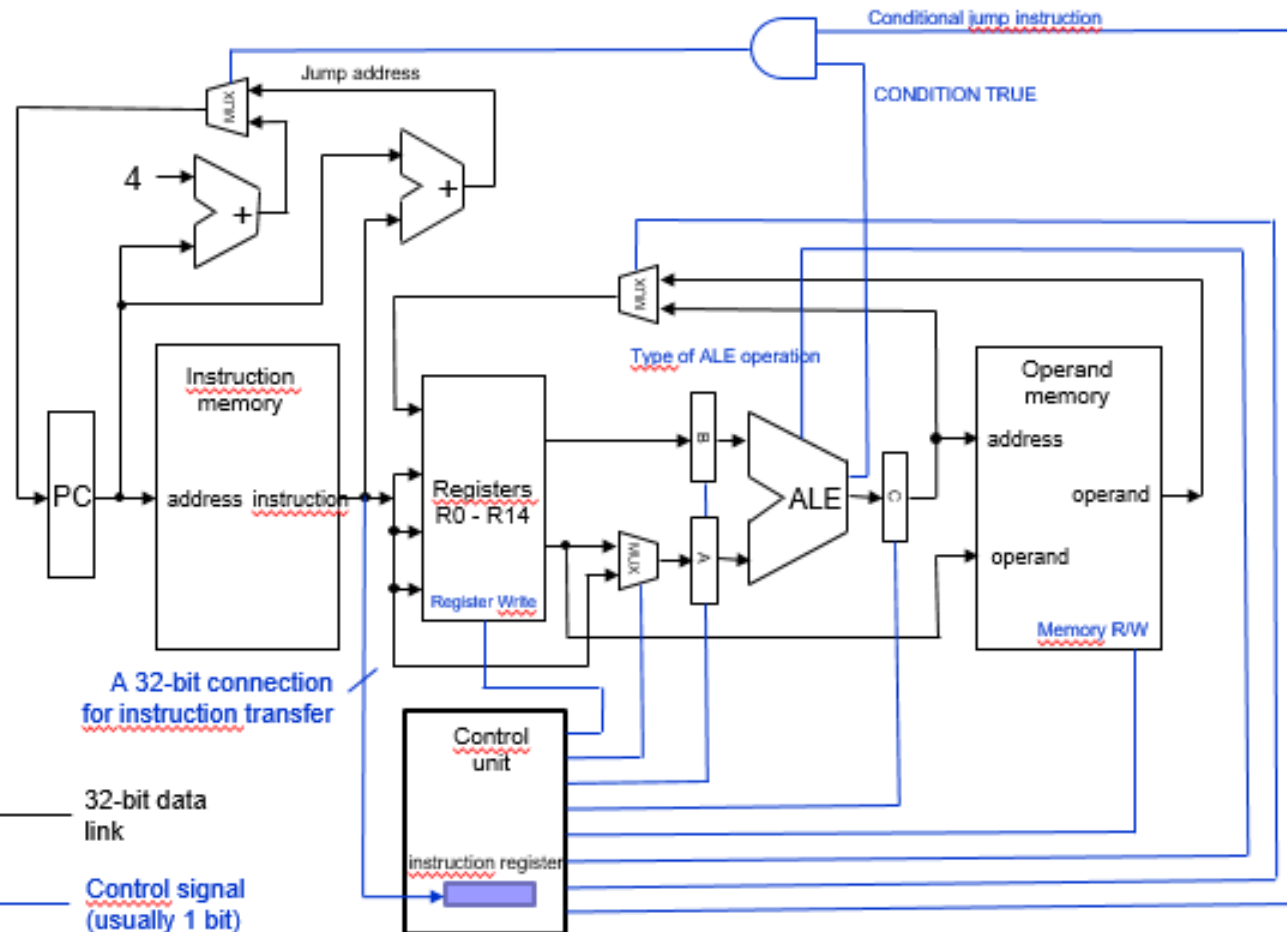 Conditional jump instruction
Jump address
MUX
CONDITION TRUE
4
+
+
MUX
Type of ALE operation
Instruction
memory
Operand
memory
B
address
PC
address instruction
Registers
R0 - R14
ALE
C
operand
MUX
A
operand
Register Write
Memory R/W
A 32-bit connection
for instruction transfer
Control
unit
32-bit data
link
instruction register
Control signal
(usually 1 bit)